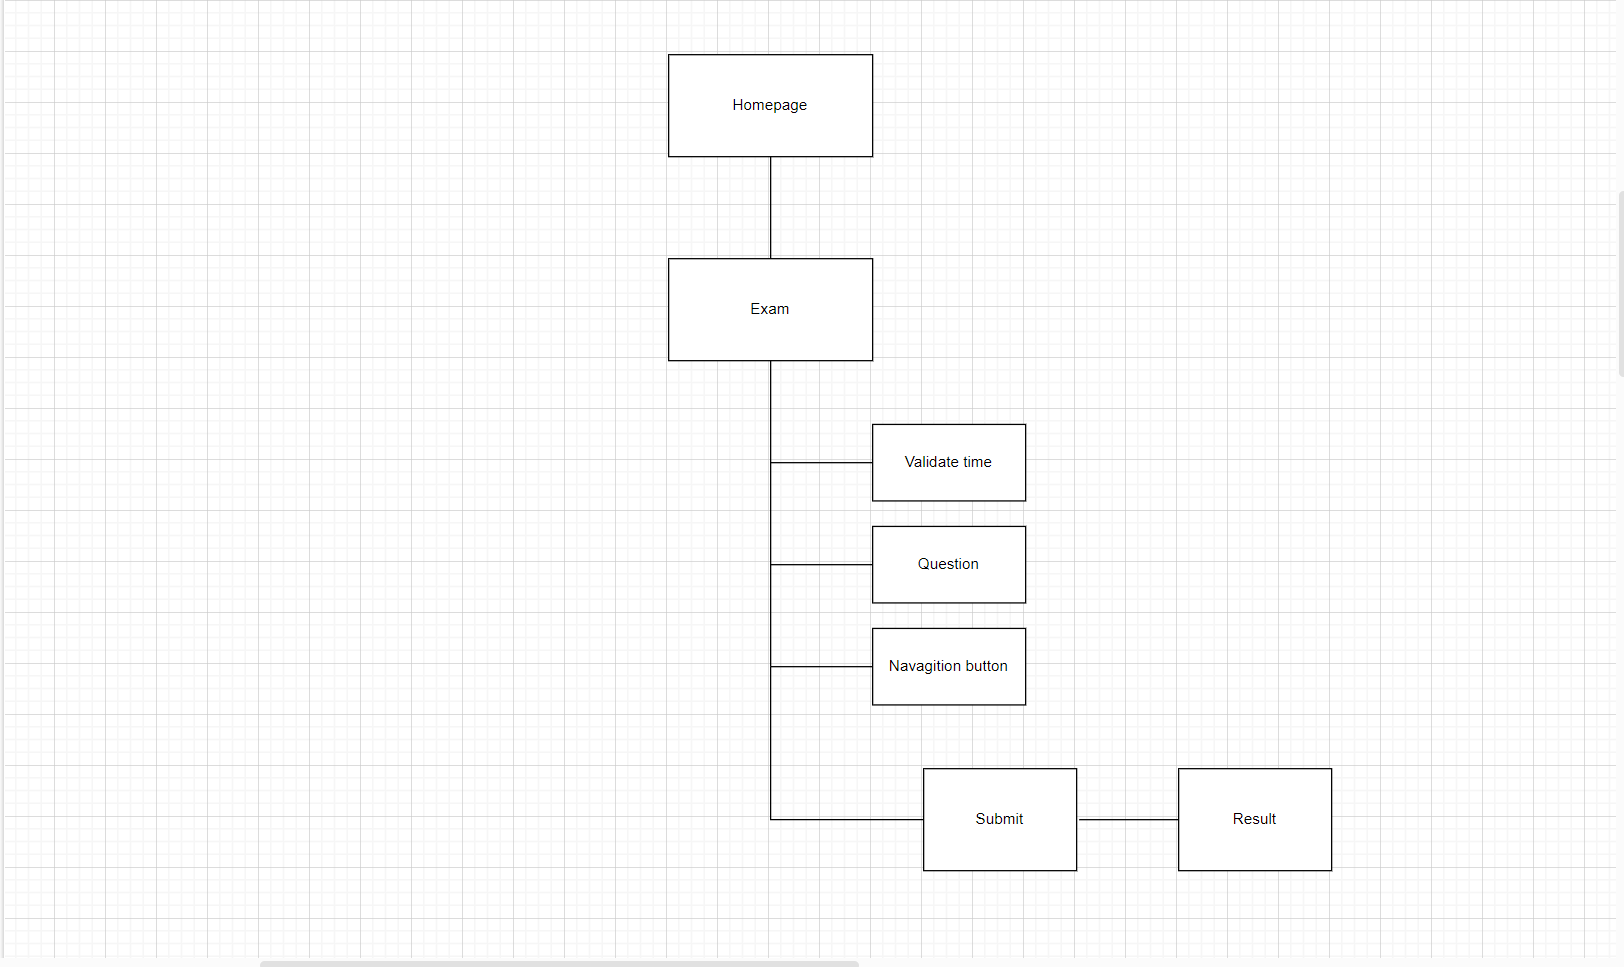 Homepage
Exam
Validate time
Question
Navagition button
Submit
Result